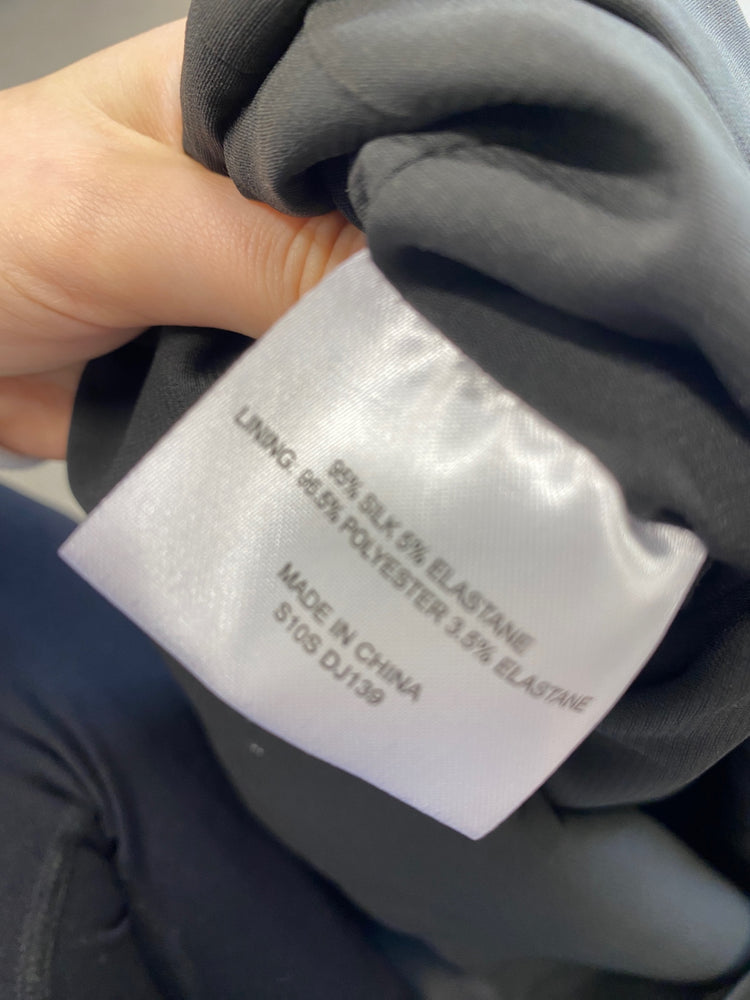 95% SILK 5% ELASTANE
LINING: 96.5% POLYESTER 3.5% ELASTANE
MADE IN CHINA
S10S DJ139